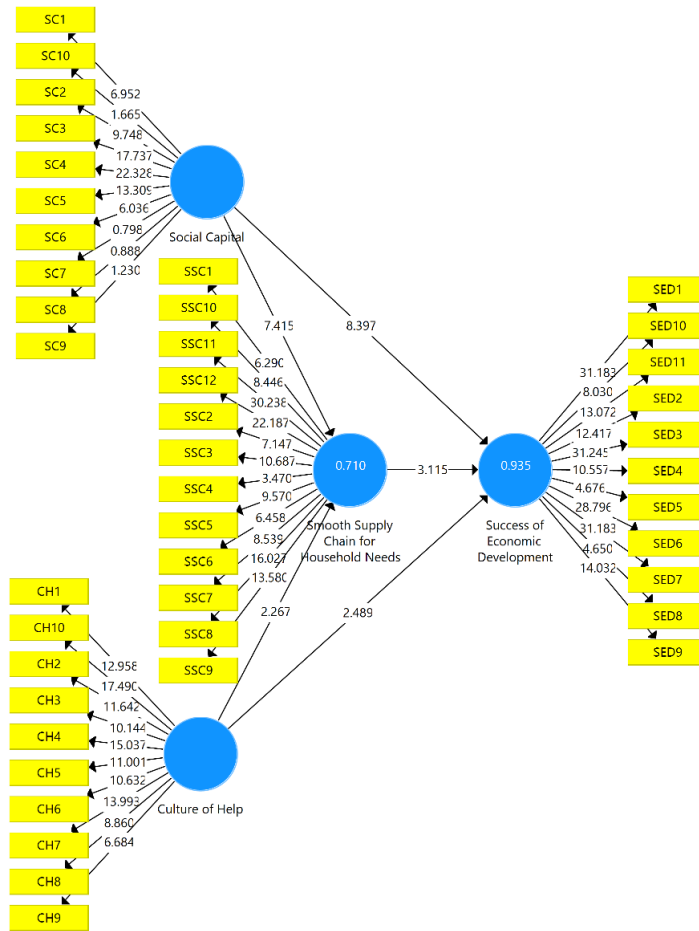 SC1
SC10
SC2
SC3
SC4
SC5
SC6
SC7
SC8
SC9
6.952
1.665
9.748
17.737
22.328
13.309
6.036
0.798
0.888
1.230
Social Capital
SSC1
SSC10
SSC11
SSC12
SSC2
SSC3
SSC4
SSC5
SSC6
SSC7
SSC8
SSC9
7.415
8.397
6.290
8.446
30.238
22.187
7.147
10.687
3.470
9.570
6.458
8.539
16.027
13.580
0.710
Smooth Supply
Chain for
Household Needs
3.115
0.935
Success of
Economic
Development
2.267
2.489
SED1
SED10
SED11
SED2
SED3
SED4
SED5
SED6
SED7
SED8
SED9
31.183
8.030
13.072
12.417
31.245
10.557
4.676
28.796
31.183
4.650
14.032
CH1
CH10
CH2
CH3
CH4
CH5
CH6
CH7
CH8
CH9
12.958
17.490
11.642
10.144
15.037
11.001
10.632
13.993
8.860
6.684
Culture of Help